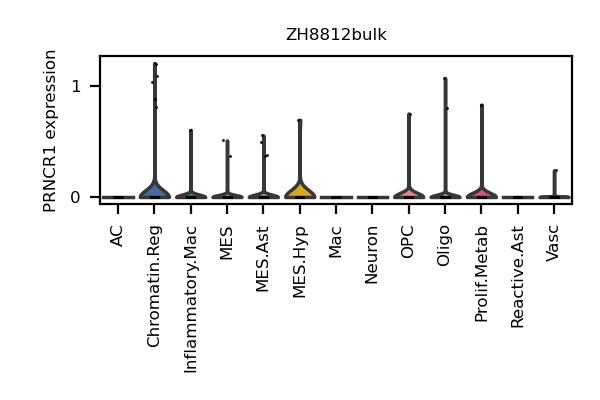 ZH8812bulk
PRNCR1 expression
1
0
AC
Chromatin.Reg
Inflammatory.Mac
MES
MES.Ast
MES.Hyp
Mac
Neuron
OPC
Oligo
Prolif.Metab
Reactive.Ast
Vasc